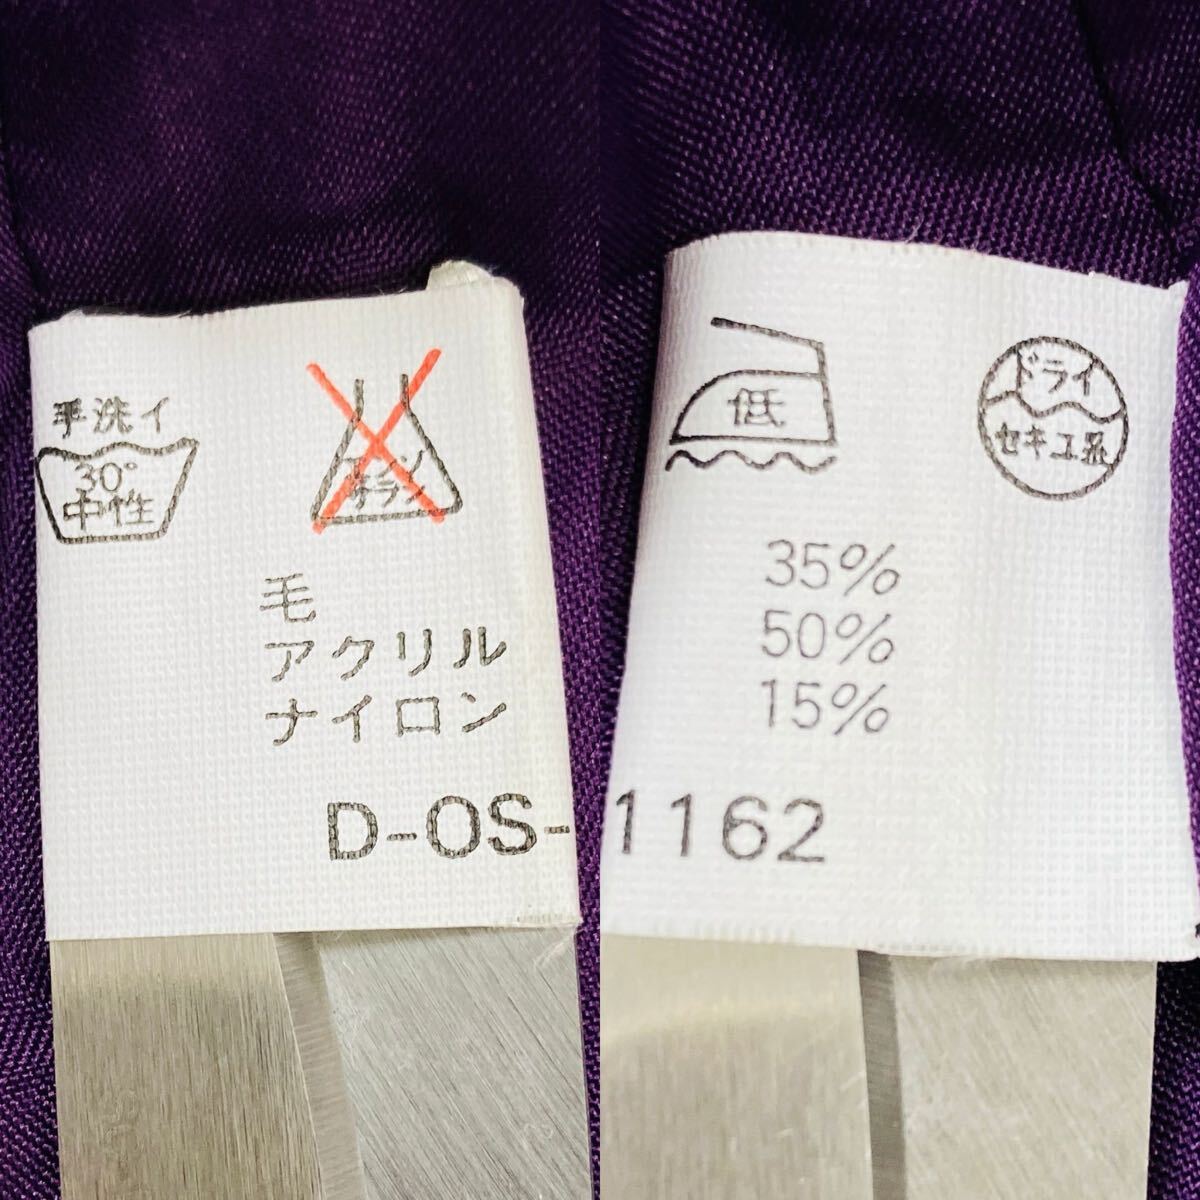 手洗イ
30°
中性
エンソ
サラシ
毛
アクリル
ナイロン
D-OS-
低
ドライ
セキユ系
35%
50%
15%
1162